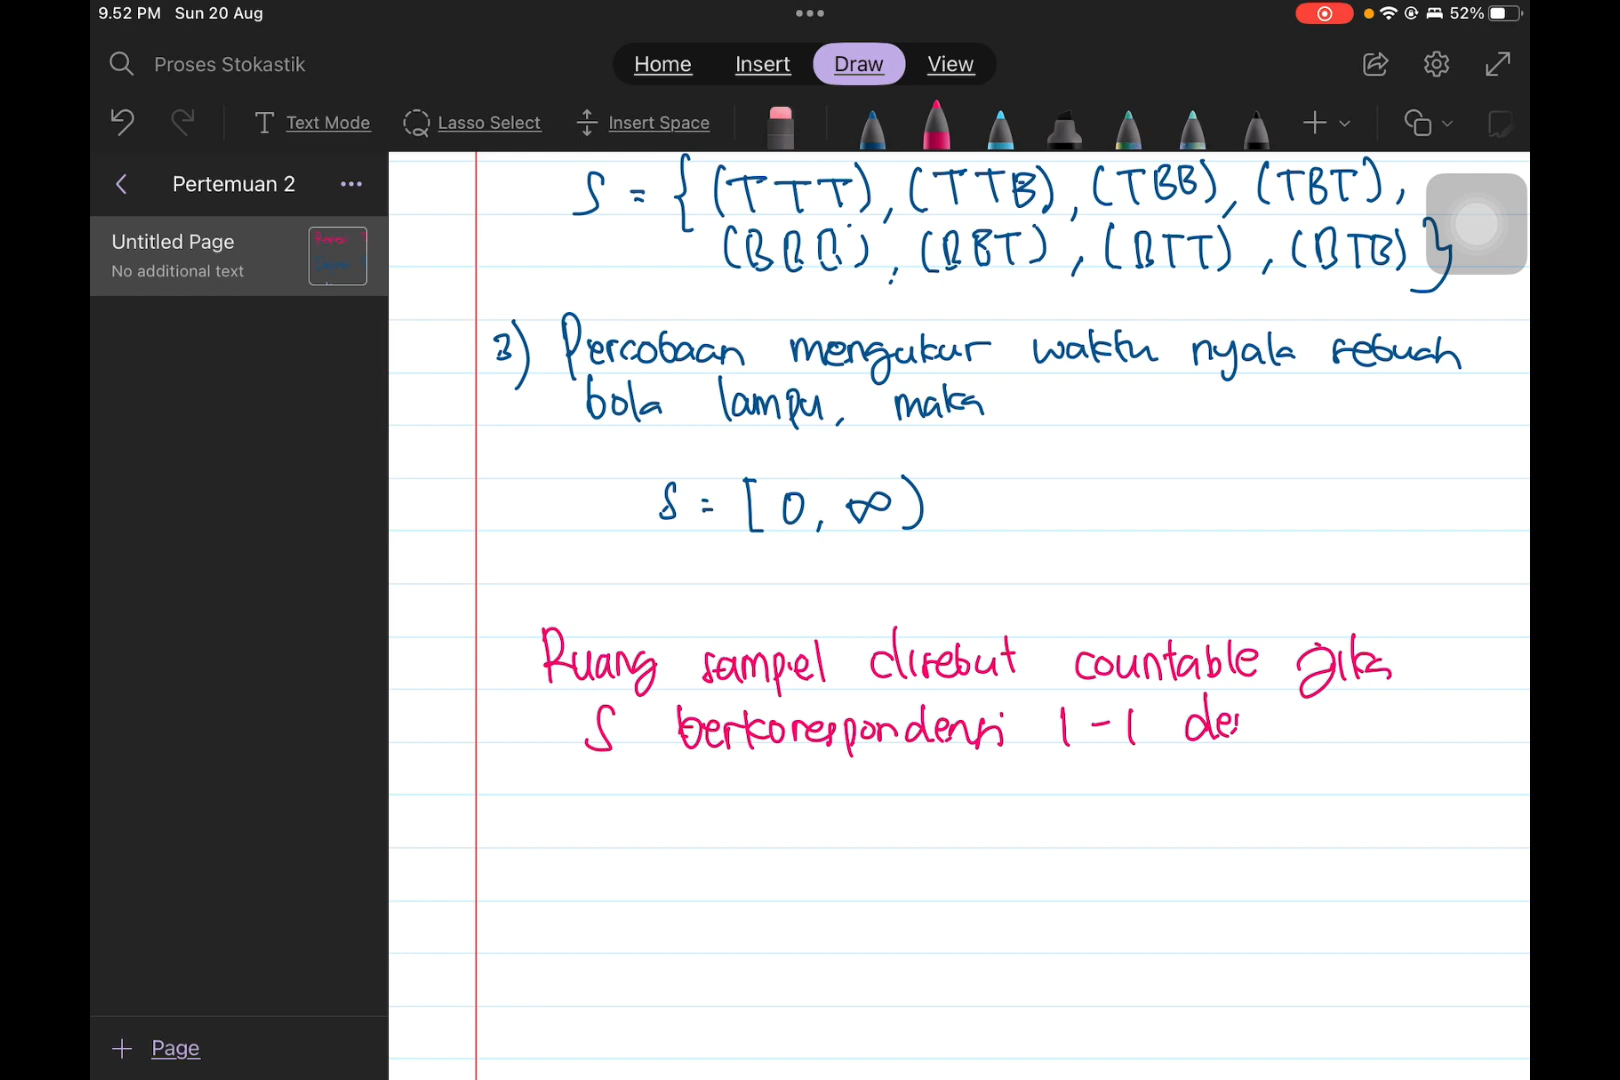 9.52 PM Sun 20 Aug
52%
Proses Stokastik
Home Insert Draw View
Text Mode Lasso Select Insert Space
Pertemuan 2
Untitled Page
No additional text
S = { (TTT), (TTB), (TBB), (TBT),
(BBB), (BBT), (BTT), (BTB) }
3) Percobaan mengukur waktu nyala sebuah
bola lampu, maka
S = [0, ∞)
Ruang sampel disebut countable jika
S berkorespondensi 1-1 de
+ Page